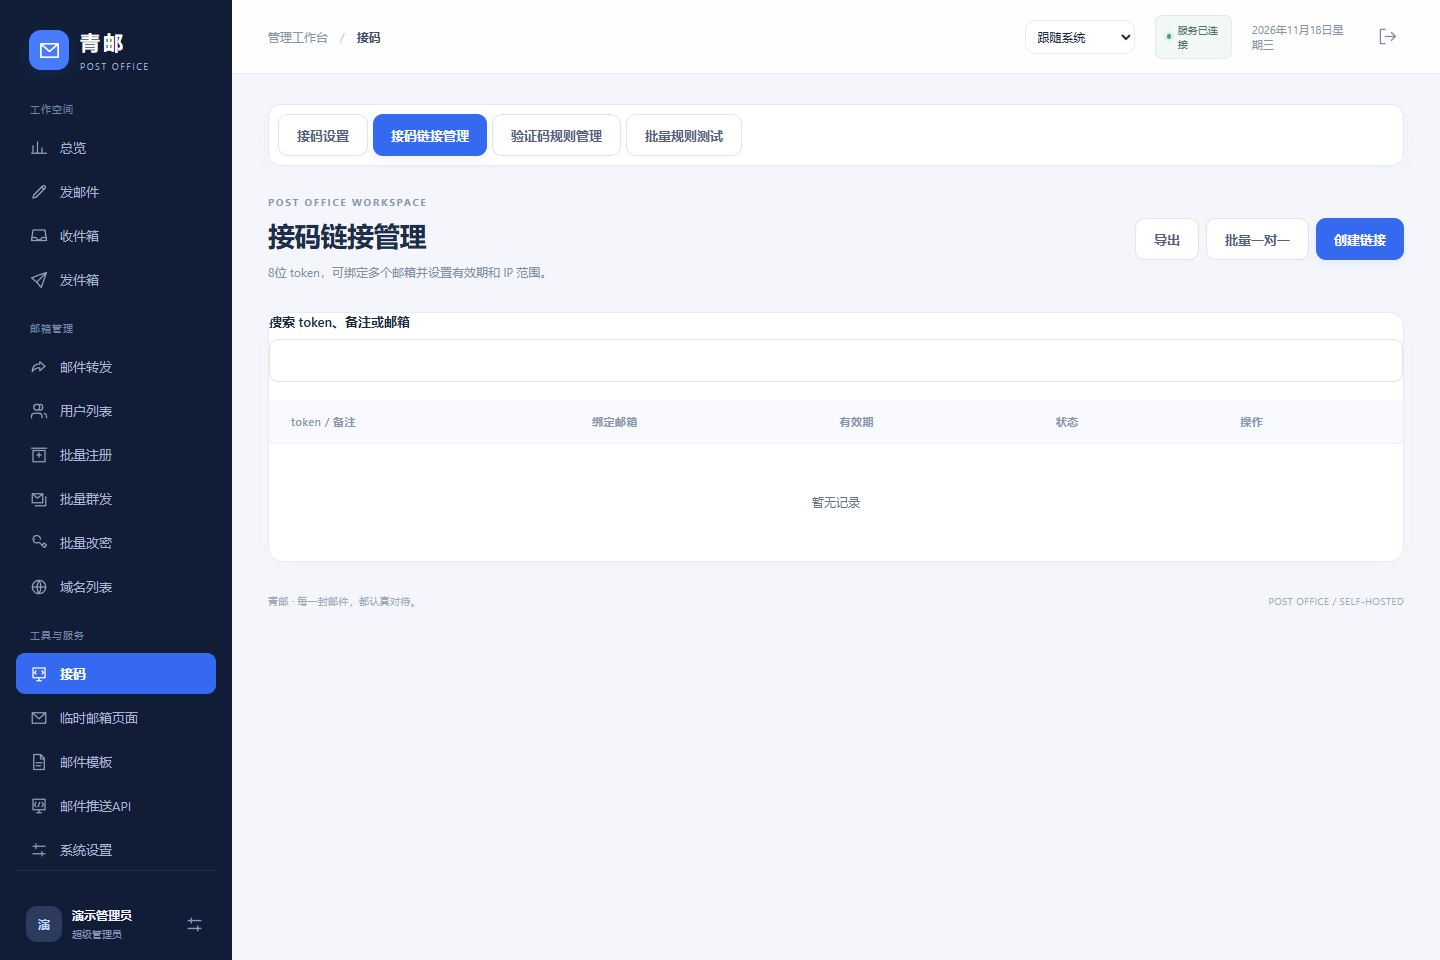 青邮
POST OFFICE
工作空间
总览
发邮件
收件箱
发件箱
邮箱管理
邮件转发
用户列表
批量注册
批量群发
批量改密
域名列表
工具与服务
接码
临时邮箱页面
邮件模板
邮件推送API
系统设置
演
演示管理员
超级管理员
管理工作台 / 接码
跟随系统
服务已连
接
2026年11月18日星
期三
接码设置
接码链接管理
验证码规则管理
批量规则测试
POST OFFICE WORKSPACE
接码链接管理
8位 token，可绑定多个邮箱并设置有效期和 IP 范围。
导出
批量一对一
创建链接
搜索 token、备注或邮箱
token / 备注 绑定邮箱 有效期 状态 操作
暂无记录
青邮 · 每一封邮件，都认真对待。
POST OFFICE / SELF-HOSTED